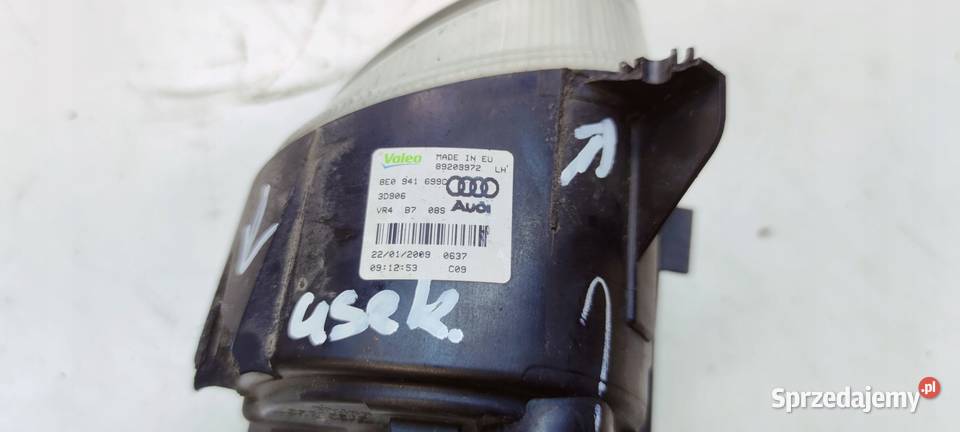 Valeo MADE IN EU
89203972 LH
8E0 941 699C
3D906 Audi
VR4 B7 08S
22/01/2009 0637
09:12:53 C09
usek.
Sprzedajemy.pl